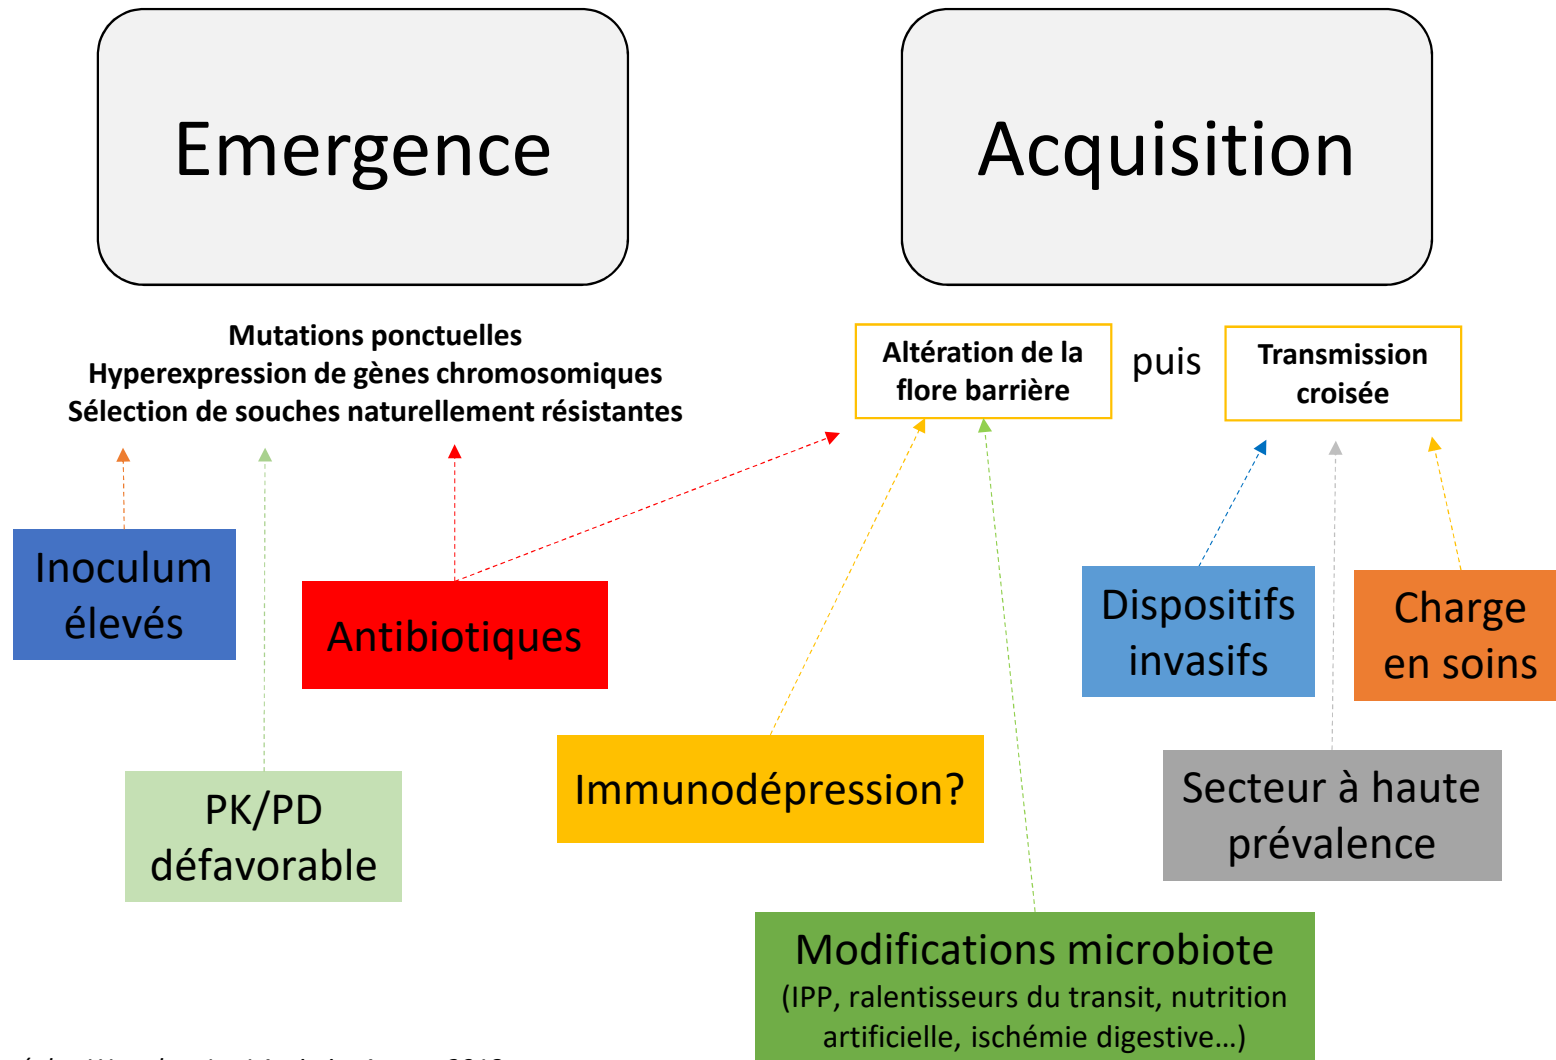 Emergence
Acquisition
Mutations ponctuelles
Hyperexpression de gènes chromosomiques
Sélection de souches naturellement résistantes
Altération de la
flore barrière
puis
Transmission
croisée
Inoculum
élevés
Antibiotiques
Dispositifs
invasifs
Charge
en soins
PK/PD
défavorable
Immunodépression?
Secteur à haute
prévalence
Modifications microbiote
(IPP, ralentisseurs du transit, nutrition
artificielle, ischémie digestive…)